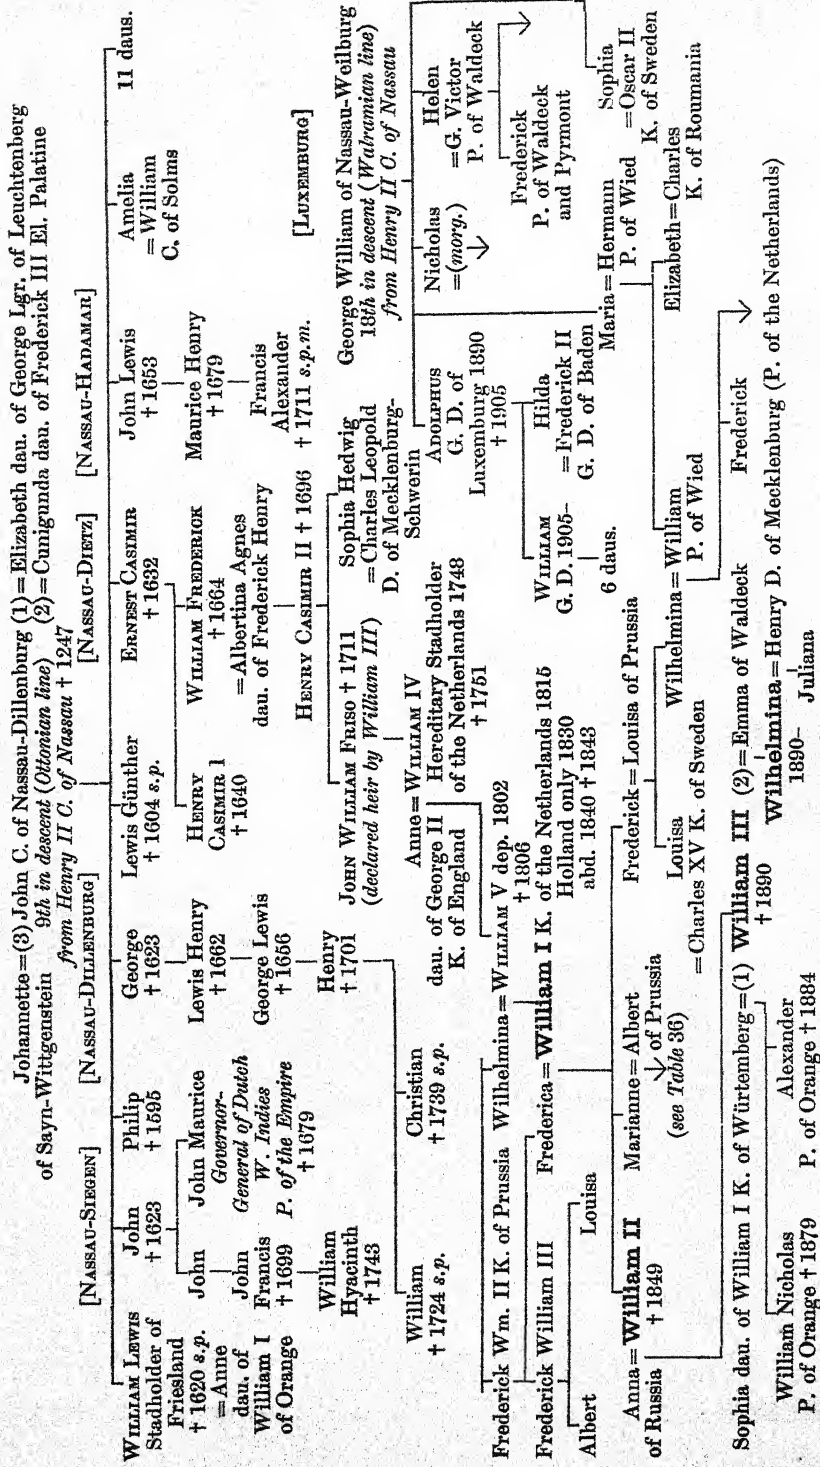 Johannette=(3) John C. of Nassau-Dillenburg (1)=Elizabeth dau. of George Lgr. of Leuchtenberg
of Sayn-Wittgenstein 9th in descent (Ottonian line) (2)=Cunigunda dau. of Frederick III El. Palatine
from Henry II C. of Nassau †1247
[NASSAU-SIEGEN] [NASSAU-DILLENBURG] [NASSAU-DIETZ] [NASSAU-HADAMAR]
WILLIAM LEWIS
Stadholder of
Friesland
†1620 s.p.
=Anne
dau. of
William I
of Orange
John
†1623
Philip
†1595
George
†1623
Lewis Günther
†1604 s.p.
ERNEST CASIMIR
†1632
John Lewis
†1653
Amelia
=William
C. of Solms
11 daus.
John
John Maurice
Governor-
General of Dutch
W. Indies
P. of the Empire
†1679
Lewis Henry
†1662
HENRY
CASIMIR I
†1640
WILLIAM FREDERICK
†1664
=Albertina Agnes
dau. of Frederick Henry
Maurice Henry
†1679
John
Francis
†1699
George Lewis
†1656
Francis
Alexander
†1711 s.p.m.
William
Hyacinth
†1743
Henry
†1701
HENRY CASIMIR II †1696
[LUXEMBURG]
William
†1724 s.p.
Christian
†1739 s.p.
JOHN WILLIAM FRISO †1711
(declared heir by William III)
Sophia Hedwig
=Charles Leopold
D. of Mecklenburg-
Schwerin
George William of Nassau-Weilburg
18th in descent (Walramian line)
from Henry II C. of Nassau
Anne=WILLIAM IV
dau. of George II
K. of England
Hereditary Stadholder
of the Netherlands 1748
†1751
ADOLPHUS
G. D. of
Luxemburg 1890
†1905
Nicholas
=(morg.)
Helen
=G. Victor
P. of Waldeck
Frederick Wm. II K. of Prussia Wilhelmina=WILLIAM V dep. 1802
†1806
Frederick
P. of Waldeck
and Pyrmont
Frederick William III Frederica=William I K. of the Netherlands 1815
Holland only 1830
abd. 1840 †1843
WILLIAM
G. D. 1905–
6 daus.
Hilda
=Frederick II
G. D. of Baden
Maria=Hermann
P. of Wied
Sophia
=Oscar II
K. of Sweden
Albert Louisa
Anna=William II
of Russia †1849
Marianne=Albert
of Prussia
(see Table 36)
Frederick=Louisa of Prussia
Louisa
=Charles XV K. of Sweden
Wilhelmina=William
P. of Wied
Elizabeth=Charles
K. of Roumania
Sophia dau. of William I K. of Würtemberg=(1) William III (2)=Emma of Waldeck
†1890
Frederick
William Nicholas
P. of Orange †1879
Alexander
P. of Orange †1884
Wilhelmina=Henry D. of Mecklenburg (P. of the Netherlands)
1890–
Juliana